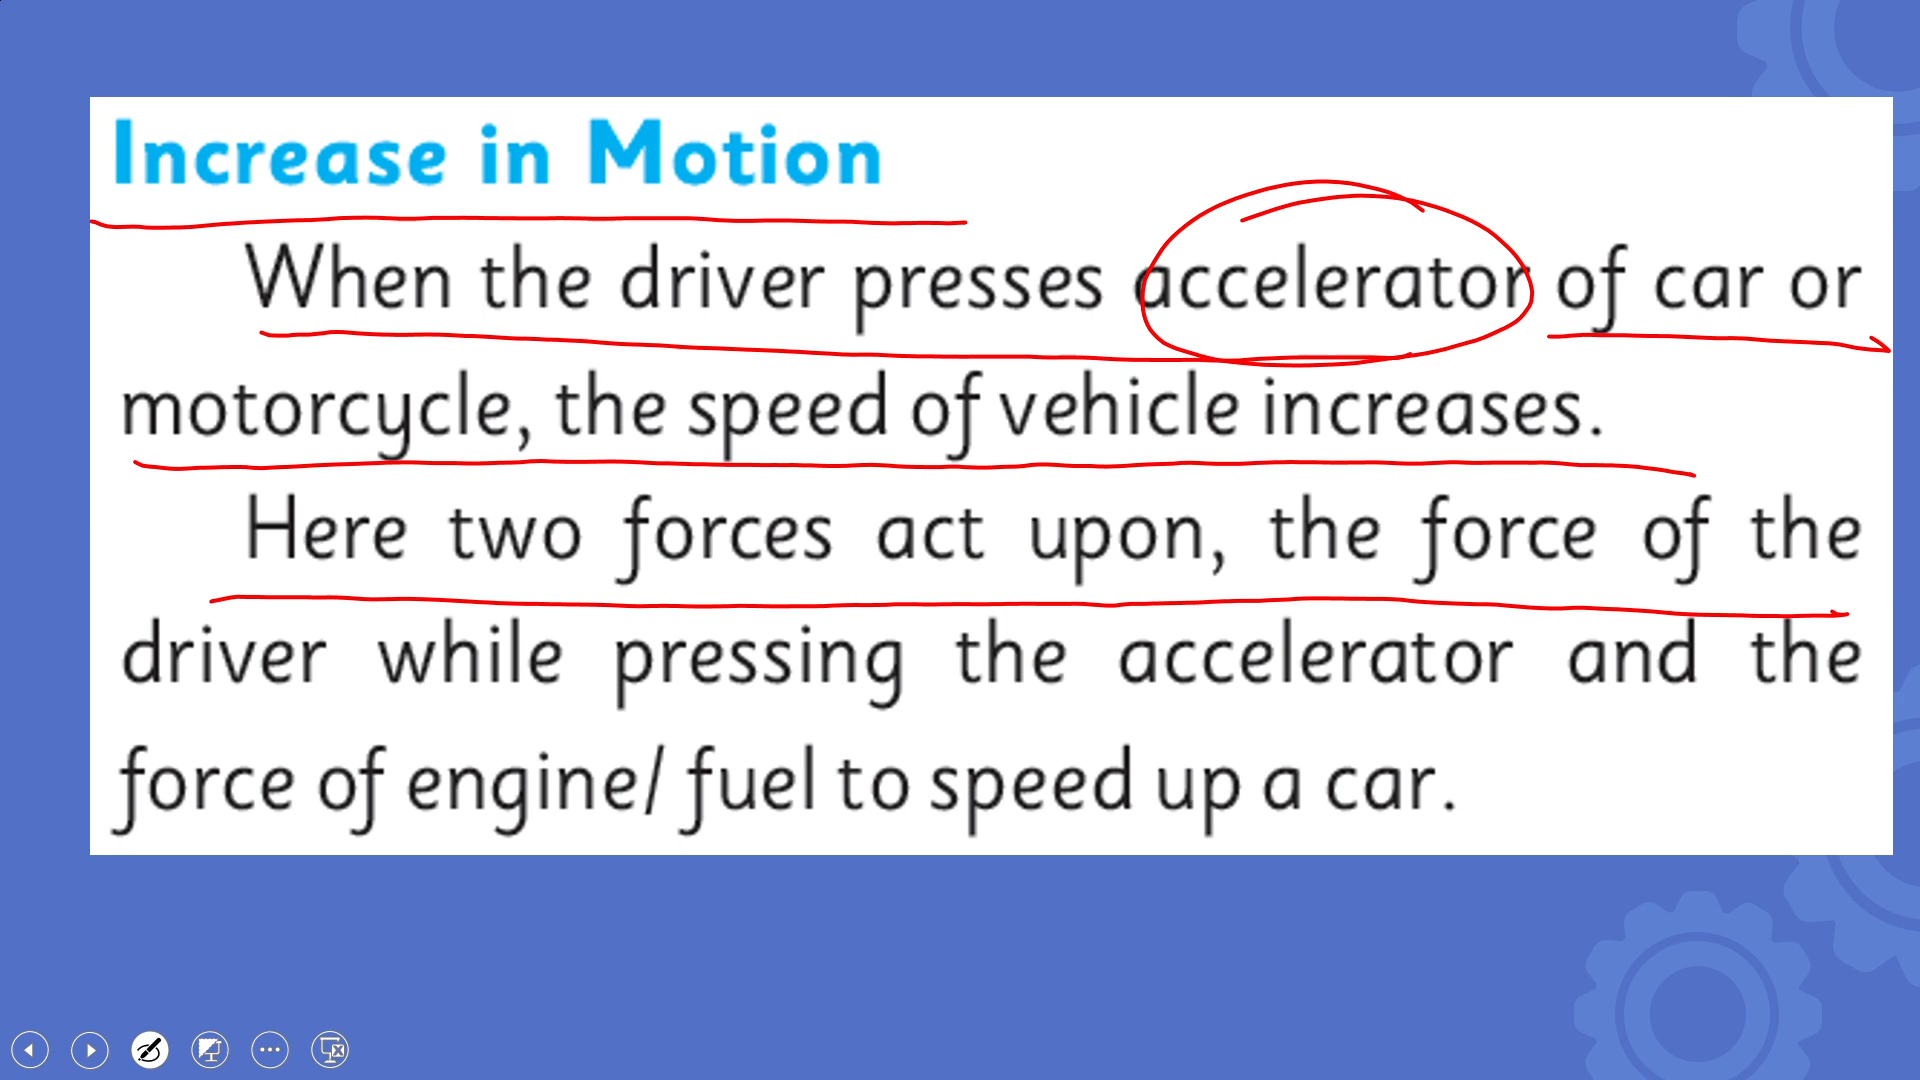 Increase in Motion
When the driver presses accelerator of car or
motorcycle, the speed of vehicle increases.
Here two forces act upon, the force of the
driver while pressing the accelerator and the
force of engine/ fuel to speed up a car.